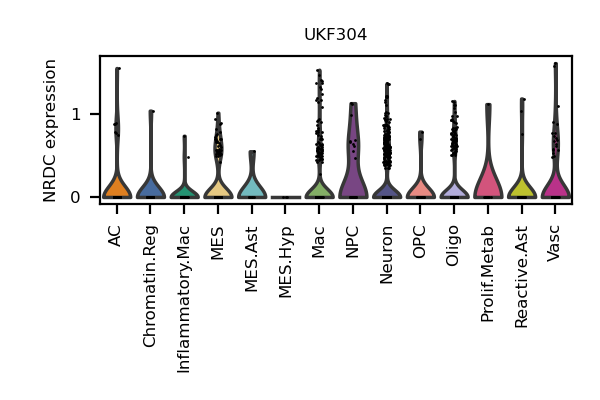 UKF304
NRDC expression
1
0
AC
Chromatin.Reg
Inflammatory.Mac
MES
MES.Ast
MES.Hyp
Mac
NPC
Neuron
OPC
Oligo
Prolif.Metab
Reactive.Ast
Vasc